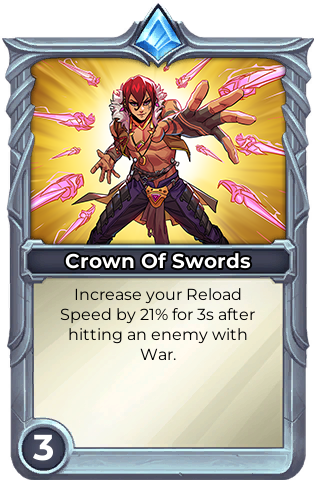 Crown Of Swords
Increase your Reload
Speed by 21% for 3s after
hitting an enemy with
War.
3